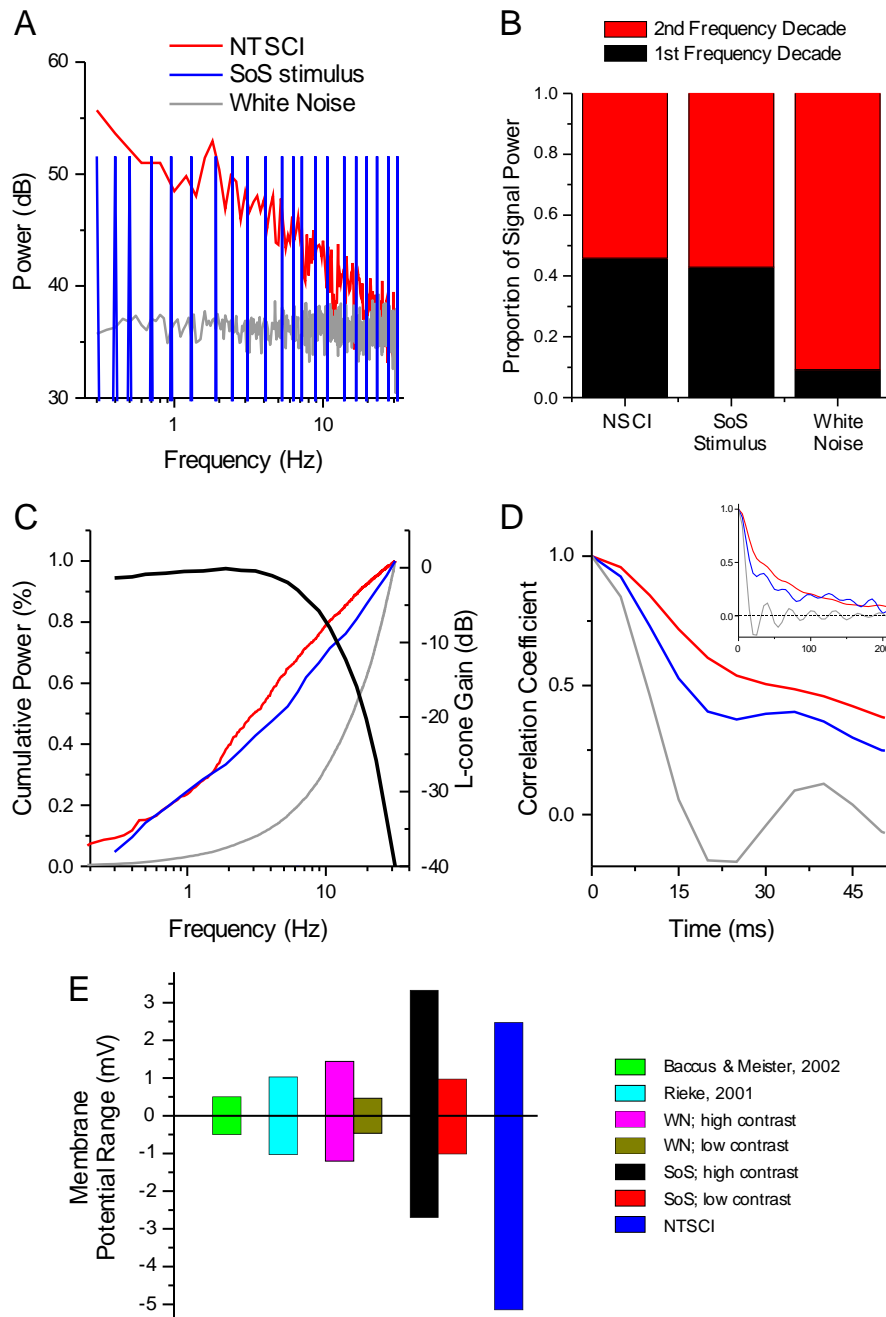 A
NTSCI
SoS stimulus
White Noise
60
50
40
30
Power (dB)
1
10
Frequency (Hz)
B
2nd Frequency Decade
1st Frequency Decade
1.0
0.8
0.6
0.4
0.2
0.0
Proportion of Signal Power
NSCI
SoS
Stimulus
White
Noise
C
1.0
0.8
0.6
0.4
0.2
0.0
Cumulative Power (%)
0
-10
-20
-30
-40
L-cone Gain (dB)
1
10
Frequency (Hz)
D
1.0
0.5
0.0
Correlation Coefficient
0
15
30
45
Time (ms)
1.0
0.5
0.0
0
100
200
E
3
2
1
0
-1
-2
-3
-4
-5
Membrane
Potential Range (mV)
Baccus & Meister, 2002
Rieke, 2001
WN; high contrast
WN; low contrast
SoS; high contrast
SoS; low contrast
NTSCI